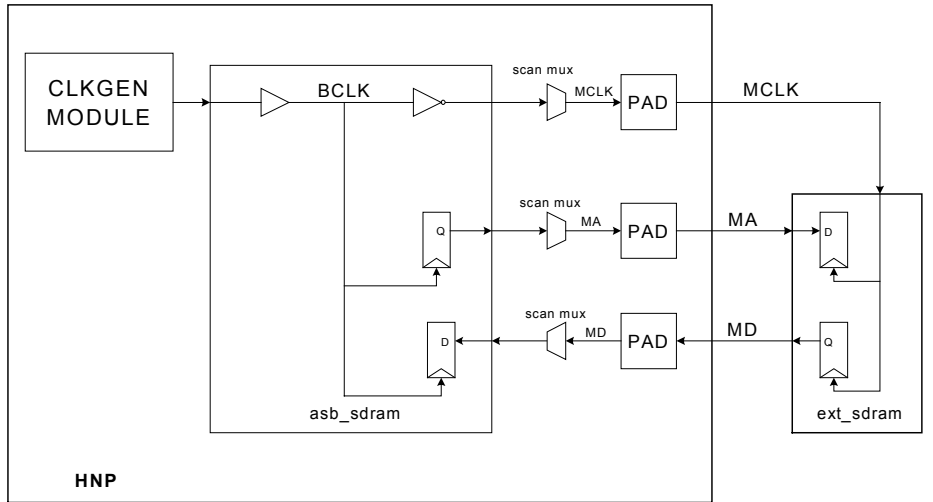 CLKGEN
MODULE
BCLK
scan mux
MCLK
PAD
MCLK
Q
scan mux
MA
PAD
MA
D
D
scan mux
MD
PAD
MD
Q
asb_sdram
ext_sdram
HNP